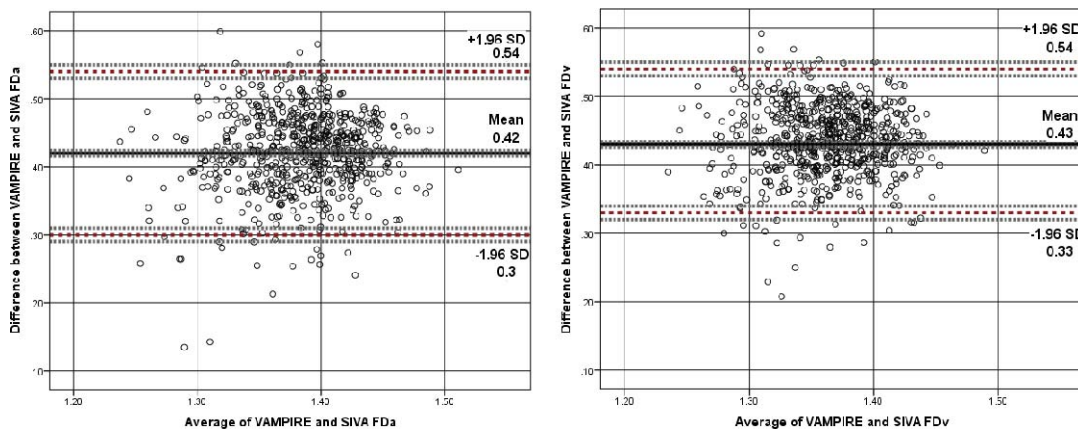 Difference between VAMPIRE and SIVA FDa
.60
.50
.40
.30
.20
.10
+1.96 SD
0.54
Mean
0.42
-1.96 SD
0.3
1.20 1.30 1.40 1.50
Average of VAMPIRE and SIVA FDa
Difference between VAMPIRE and SIVA FDv
.60
.50
.40
.30
.20
.10
+1.96 SD
0.54
Mean
0.43
-1.96 SD
0.33
1.20 1.30 1.40 1.50
Average of VAMPIRE and SIVA FDv